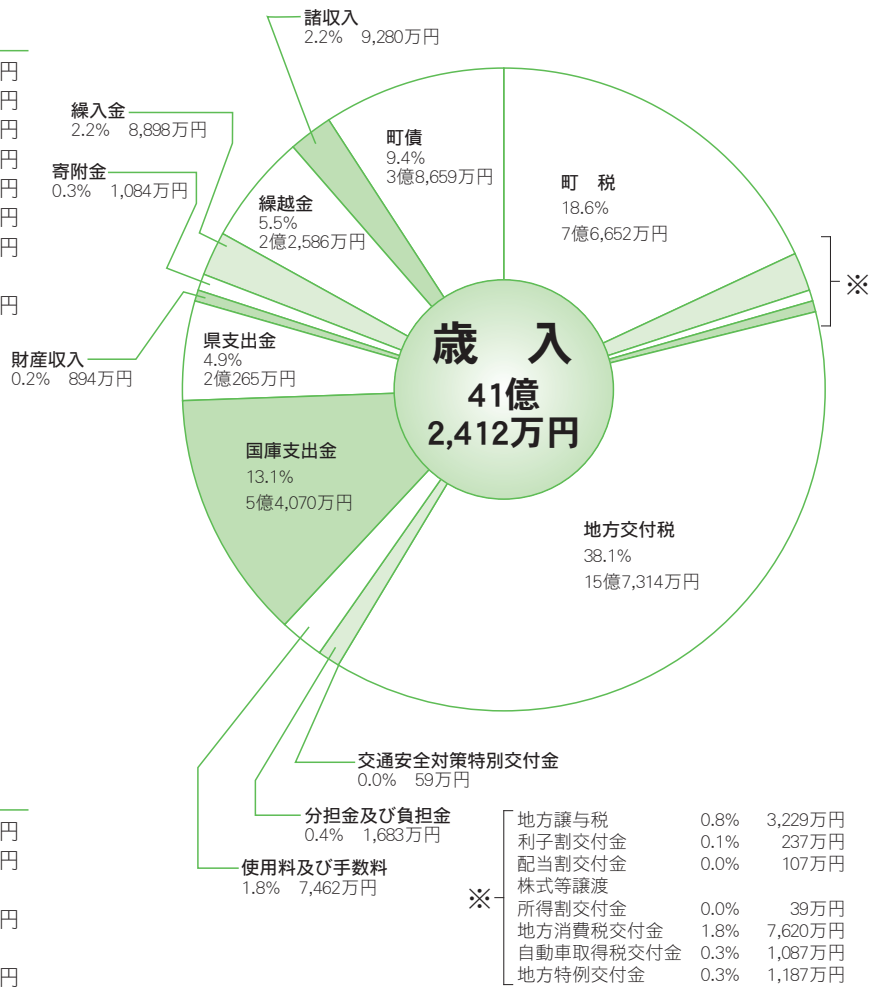 諸収入
2.2% 9,280万円
円
円
円
円
円
円
円
円
繰入金
2.2% 8,898万円
寄附金
0.3% 1,084万円
繰越金
5.5%
2億2,586万円
町債
9.4%
3億8,659万円
町 税
18.6%
7億6,652万円
※
歳 入
41億
2,412万円
財産収入
0.2% 894万円
県支出金
4.9%
2億265万円
国庫支出金
13.1%
5億4,070万円
地方交付税
38.1%
15億7,314万円
交通安全対策特別交付金
0.0% 59万円
分担金及び負担金
0.4% 1,683万円
使用料及び手数料
1.8% 7,462万円
円
円
円
円
※
地方譲与税 0.8% 3,229万円
利子割交付金 0.1% 237万円
配当割交付金 0.0% 107万円
株式等譲渡
所得割交付金 0.0% 39万円
地方消費税交付金 1.8% 7,620万円
自動車取得税交付金 0.3% 1,087万円
地方特例交付金 0.3% 1,187万円